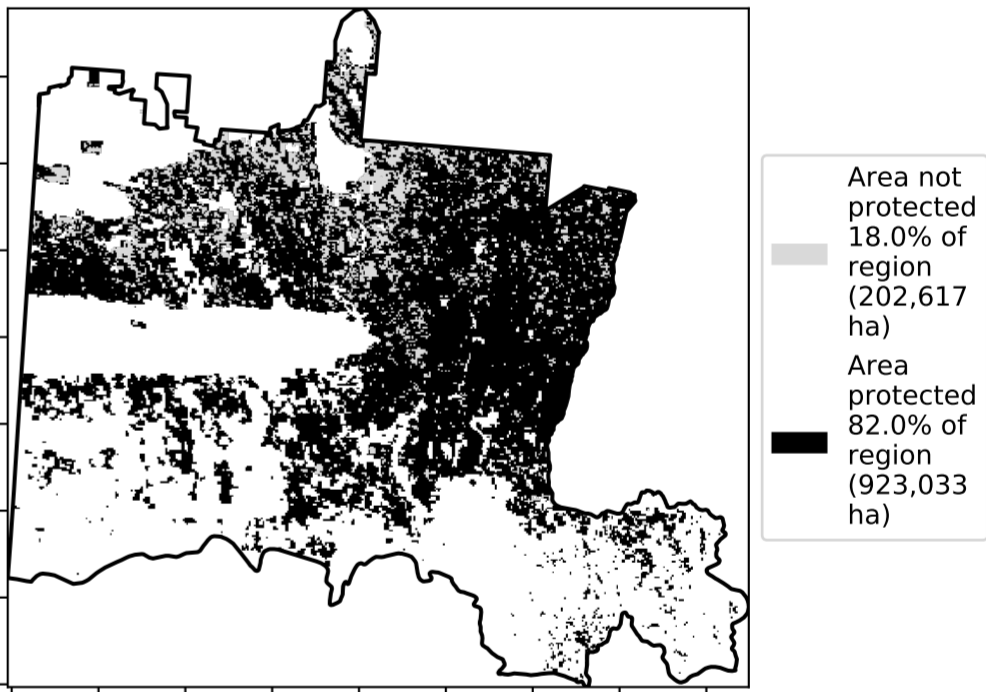 Area not
protected
18.0% of
region
(202,617
ha)
Area
protected
82.0% of
region
(923,033
ha)